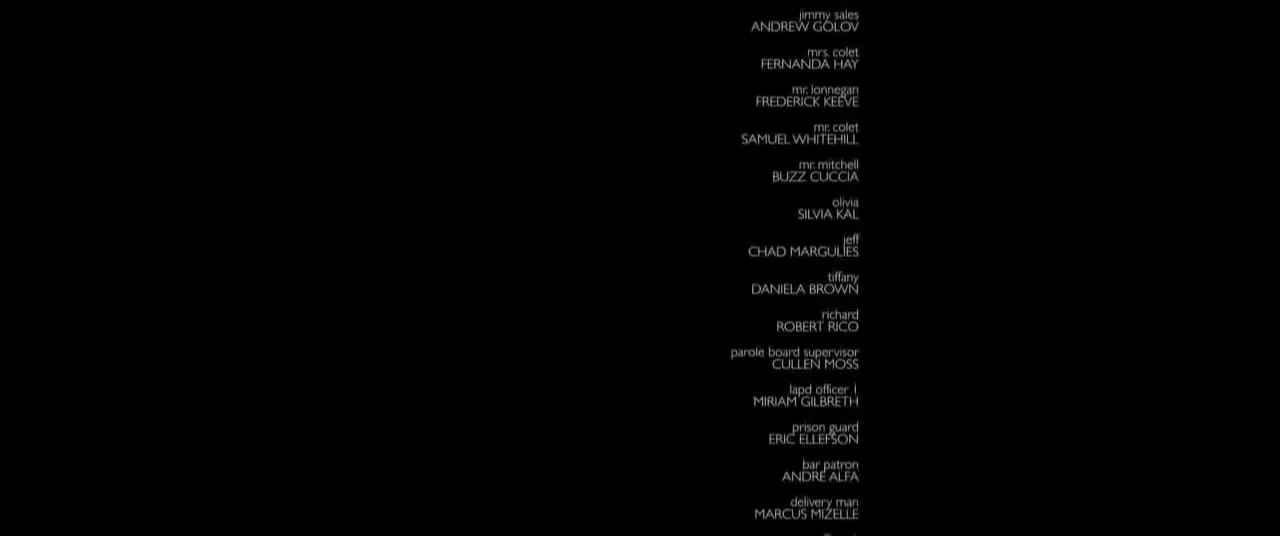 jimmy sales
ANDREW GOLOV
mrs. colet
FERNANDA HAY
mr. lonnegan
FREDERICK KEEVE
mr. colet
SAMUEL WHITEHILL
mr. mitchell
BUZZ CUCCIA
olivia
SILVIA KAL
jeff
CHAD MARGULIES
tiffany
DANIELA BROWN
richard
ROBERT RICO
parole board supervisor
CULLEN MOSS
lapd officer 1
MIRIAM GILBRETH
prison guard
ERIC ELLEFSON
bar patron
ANDRE ALFA
delivery man
MARCUS MIZELLE